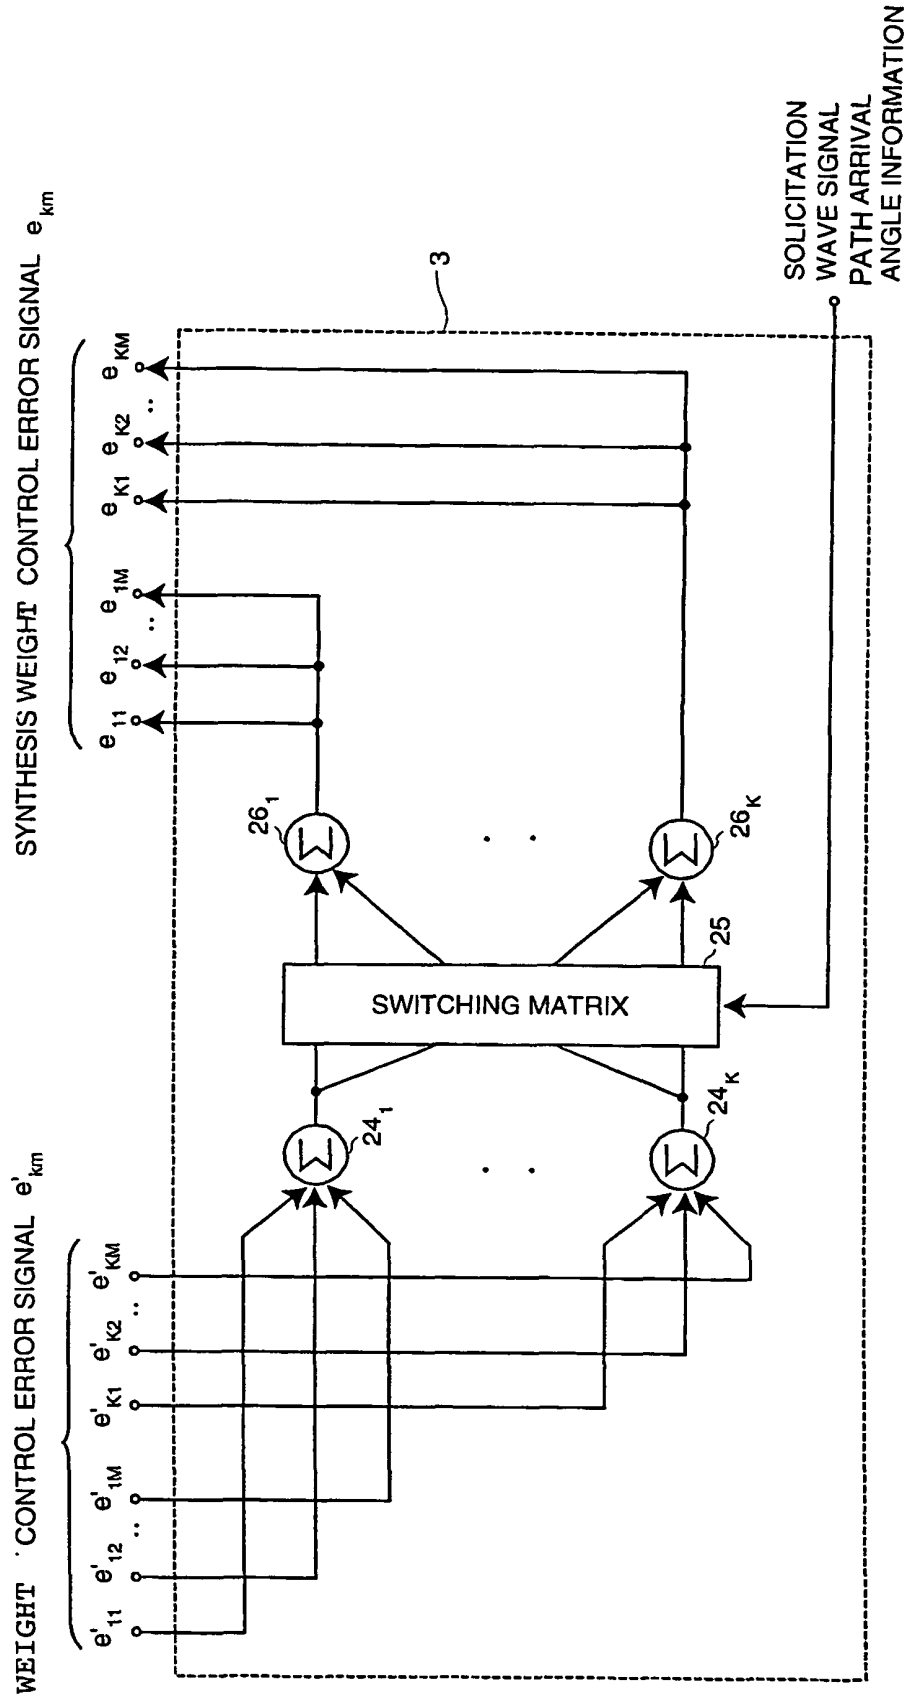 WEIGHT CONTROL ERROR SIGNAL e'km
e'11 e'12 ·· e'1M e'K1 e'K2 ·· e'KM
SYNTHESIS WEIGHT CONTROL ERROR SIGNAL ekm
e11 e12 ·· e1M eK1 eK2 ·· eKM
3
Σ 241
Σ 24K
SWITCHING MATRIX
25
Σ 261
Σ 26K
SOLICITATION
WAVE SIGNAL
PATH ARRIVAL
ANGLE INFORMATION